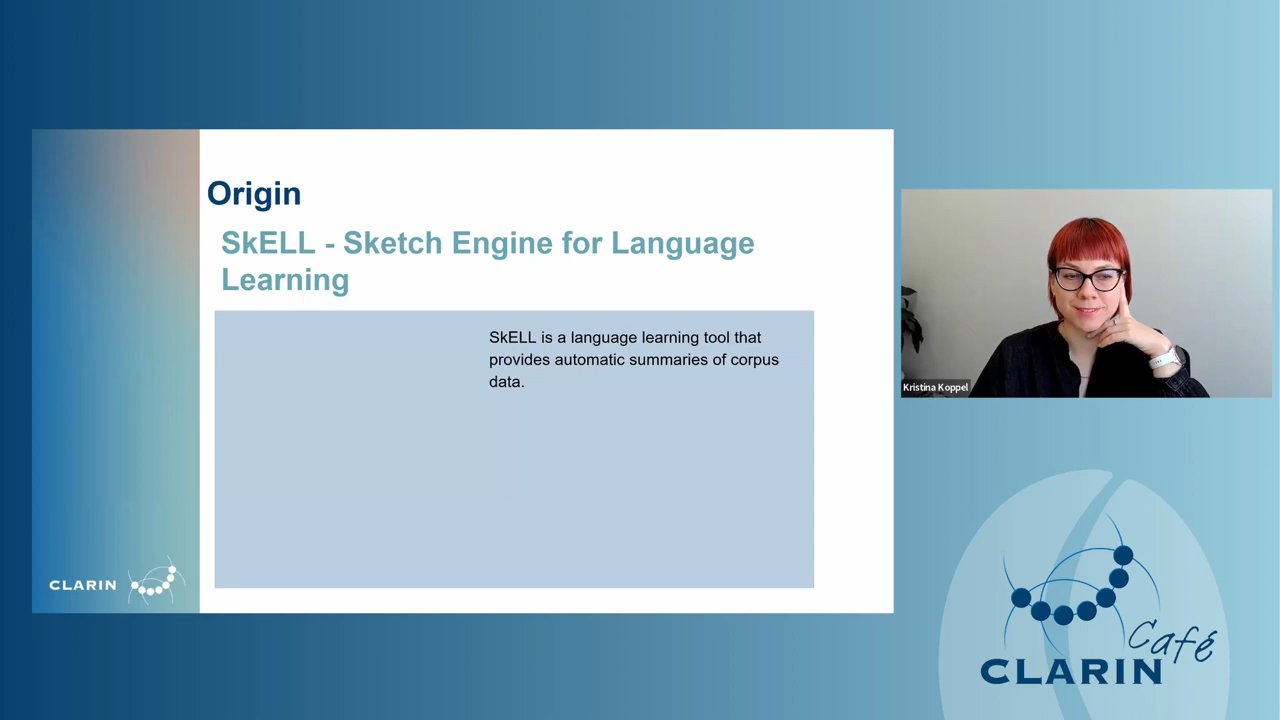 Origin
SkELL - Sketch Engine for Language
Learning
SkELL is a language learning tool that
provides automatic summaries of corpus
data.
CLARIN
Kristina Koppel
Café
CLARIN